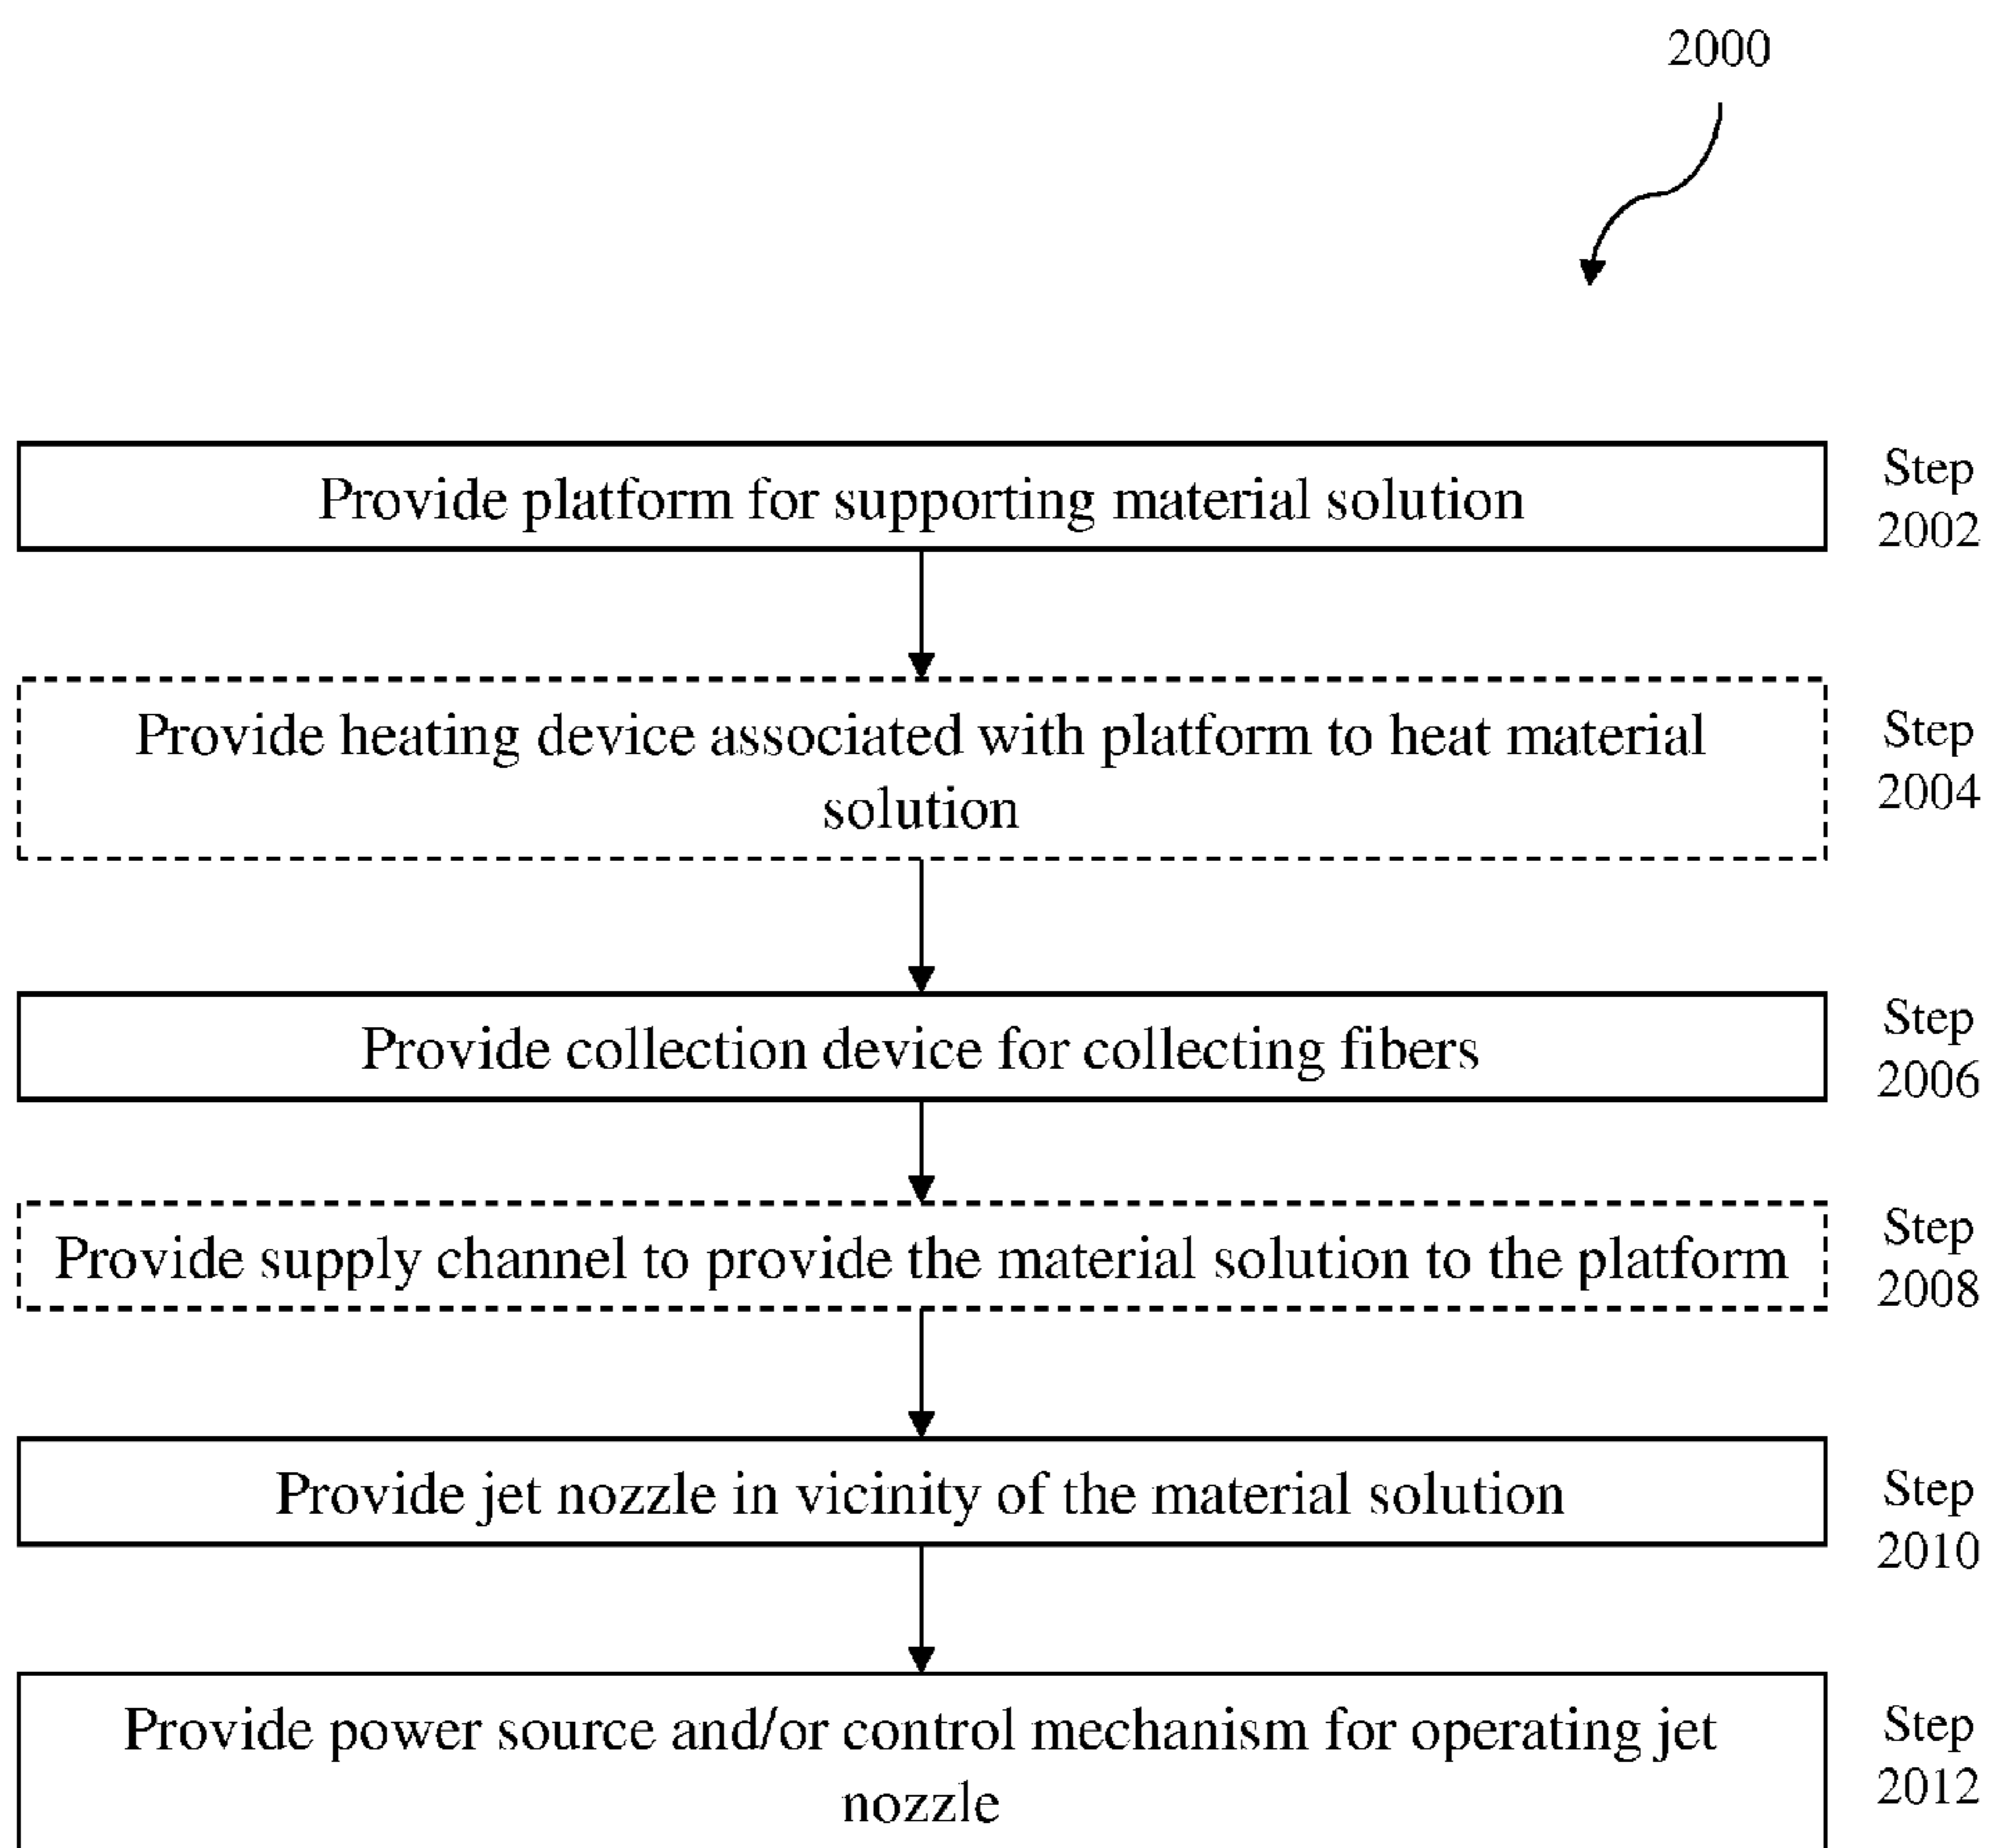 2000
Provide platform for supporting material solution
Step
2002
Provide heating device associated with platform to heat material
solution
Step
2004
Provide collection device for collecting fibers
Step
2006
Provide supply channel to provide the material solution to the platform
Step
2008
Provide jet nozzle in vicinity of the material solution
Step
2010
Provide power source and/or control mechanism for operating jet
nozzle
Step
2012